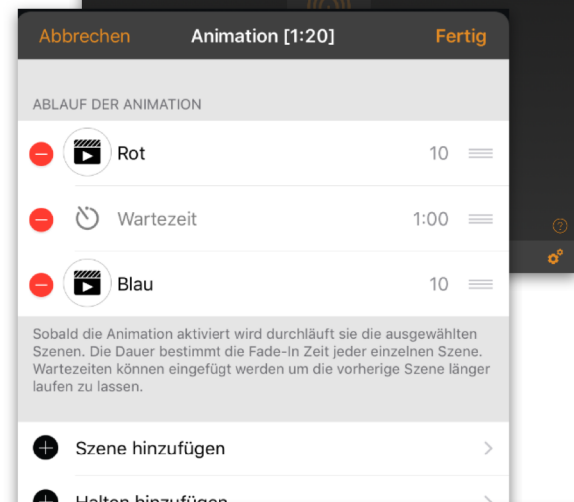 Abbrechen Animation [1:20] Fertig
ABLAUF DER ANIMATION
Rot 10
Wartezeit 1:00
Blau 10
Sobald die Animation aktiviert wird durchläuft sie die ausgewählten
Szenen. Die Dauer bestimmt die Fade-In Zeit jeder einzelnen Szene.
Wartezeiten können eingefügt werden um die vorherige Szene länger
laufen zu lassen.
Szene hinzufügen
Halten hinzufügen